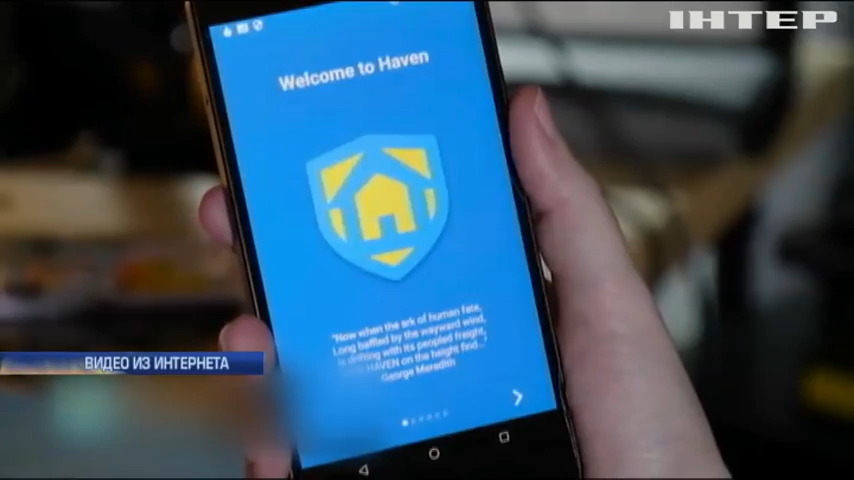 ІНТЕР
Welcome to Haven
"Now when the ark of human fate,
Long baffled by the wayward wind,
is drifting with its peopled freight,
HAVEN on the height find...
George Meredith
ВИДЕО ИЗ ИНТЕРНЕТА